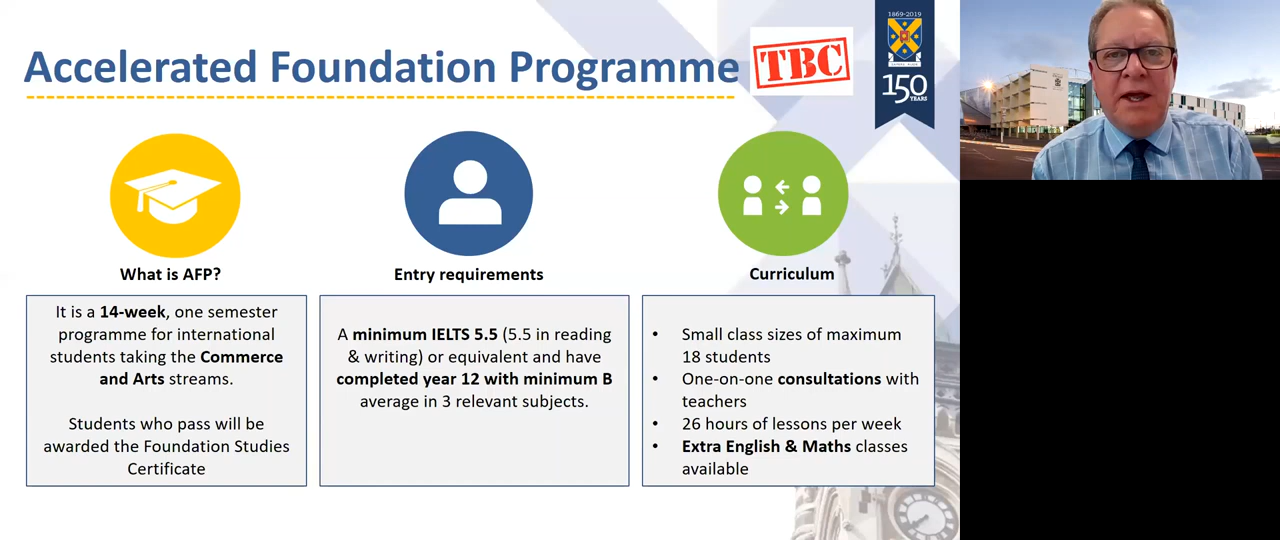 Accelerated Foundation Programme
TBC
1869-2019
150
YEARS
What is AFP?
It is a 14-week, one semester
programme for international
students taking the Commerce
and Arts streams.
Students who pass will be
awarded the Foundation Studies
Certificate
Entry requirements
A minimum IELTS 5.5 (5.5 in reading
& writing) or equivalent and have
completed year 12 with minimum B
average in 3 relevant subjects.
Curriculum
• Small class sizes of maximum
18 students
• One-on-one consultations with
teachers
• 26 hours of lessons per week
• Extra English & Maths classes
available